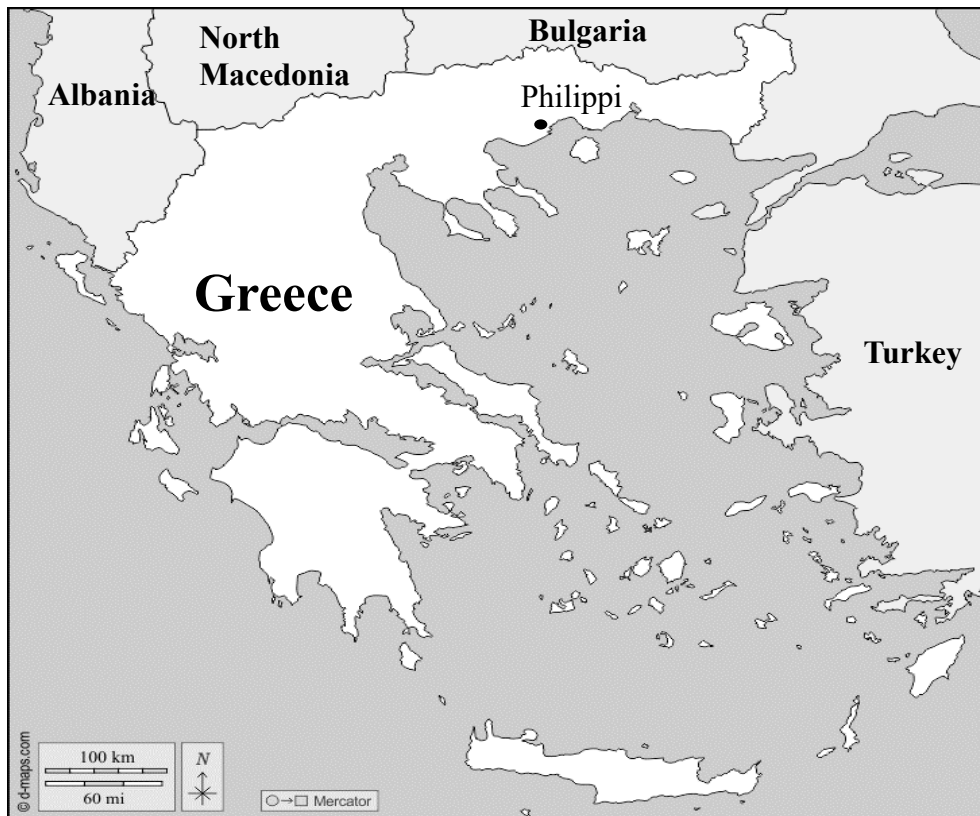 Bulgaria
North
Macedonia
Albania
Philippi
Greece
Turkey
100 km
60 mi
N
Mercator
© d-maps.com